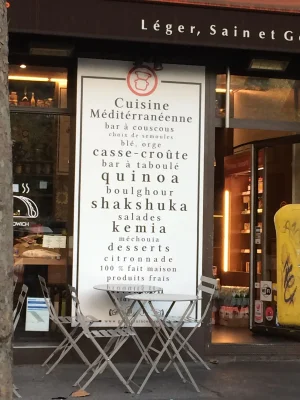 Léger, Sain et
Cuisine
Méditérranéenne
bar à couscous
choix de semoules
blé, orge
casse-croûte
bar à taboulé
quinoa
boulghour
shakshuka
salades
kemia
méchouia
desserts
citronnade
100 % fait maison
produits frais